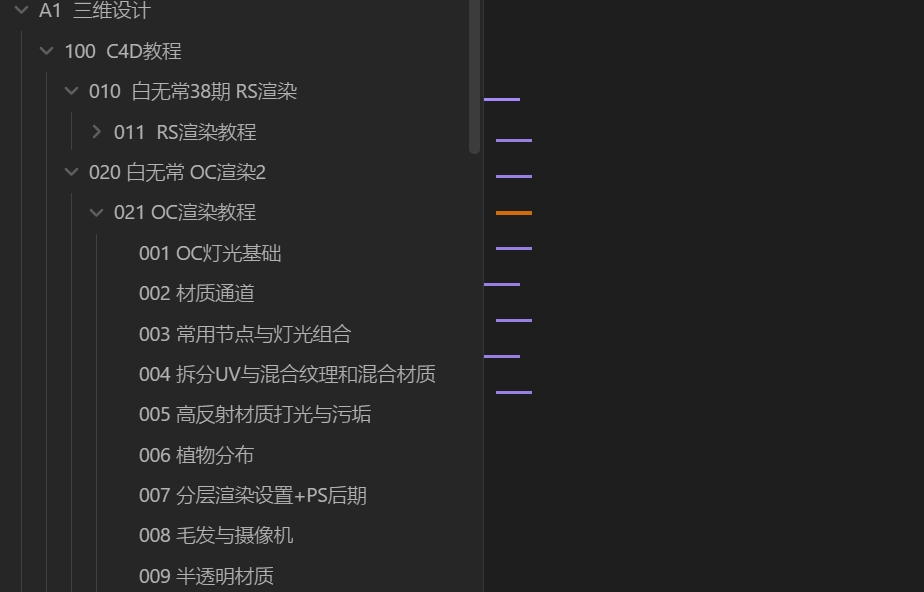 A1 三维设计
100 C4D教程
010 白无常38期 RS渲染
011 RS渲染教程
020 白无常 OC渲染2
021 OC渲染教程
001 OC灯光基础
002 材质通道
003 常用节点与灯光组合
004 拆分UV与混合纹理和混合材质
005 高反射材质打光与污垢
006 植物分布
007 分层渲染设置+PS后期
008 毛发与摄像机
009 半透明材质